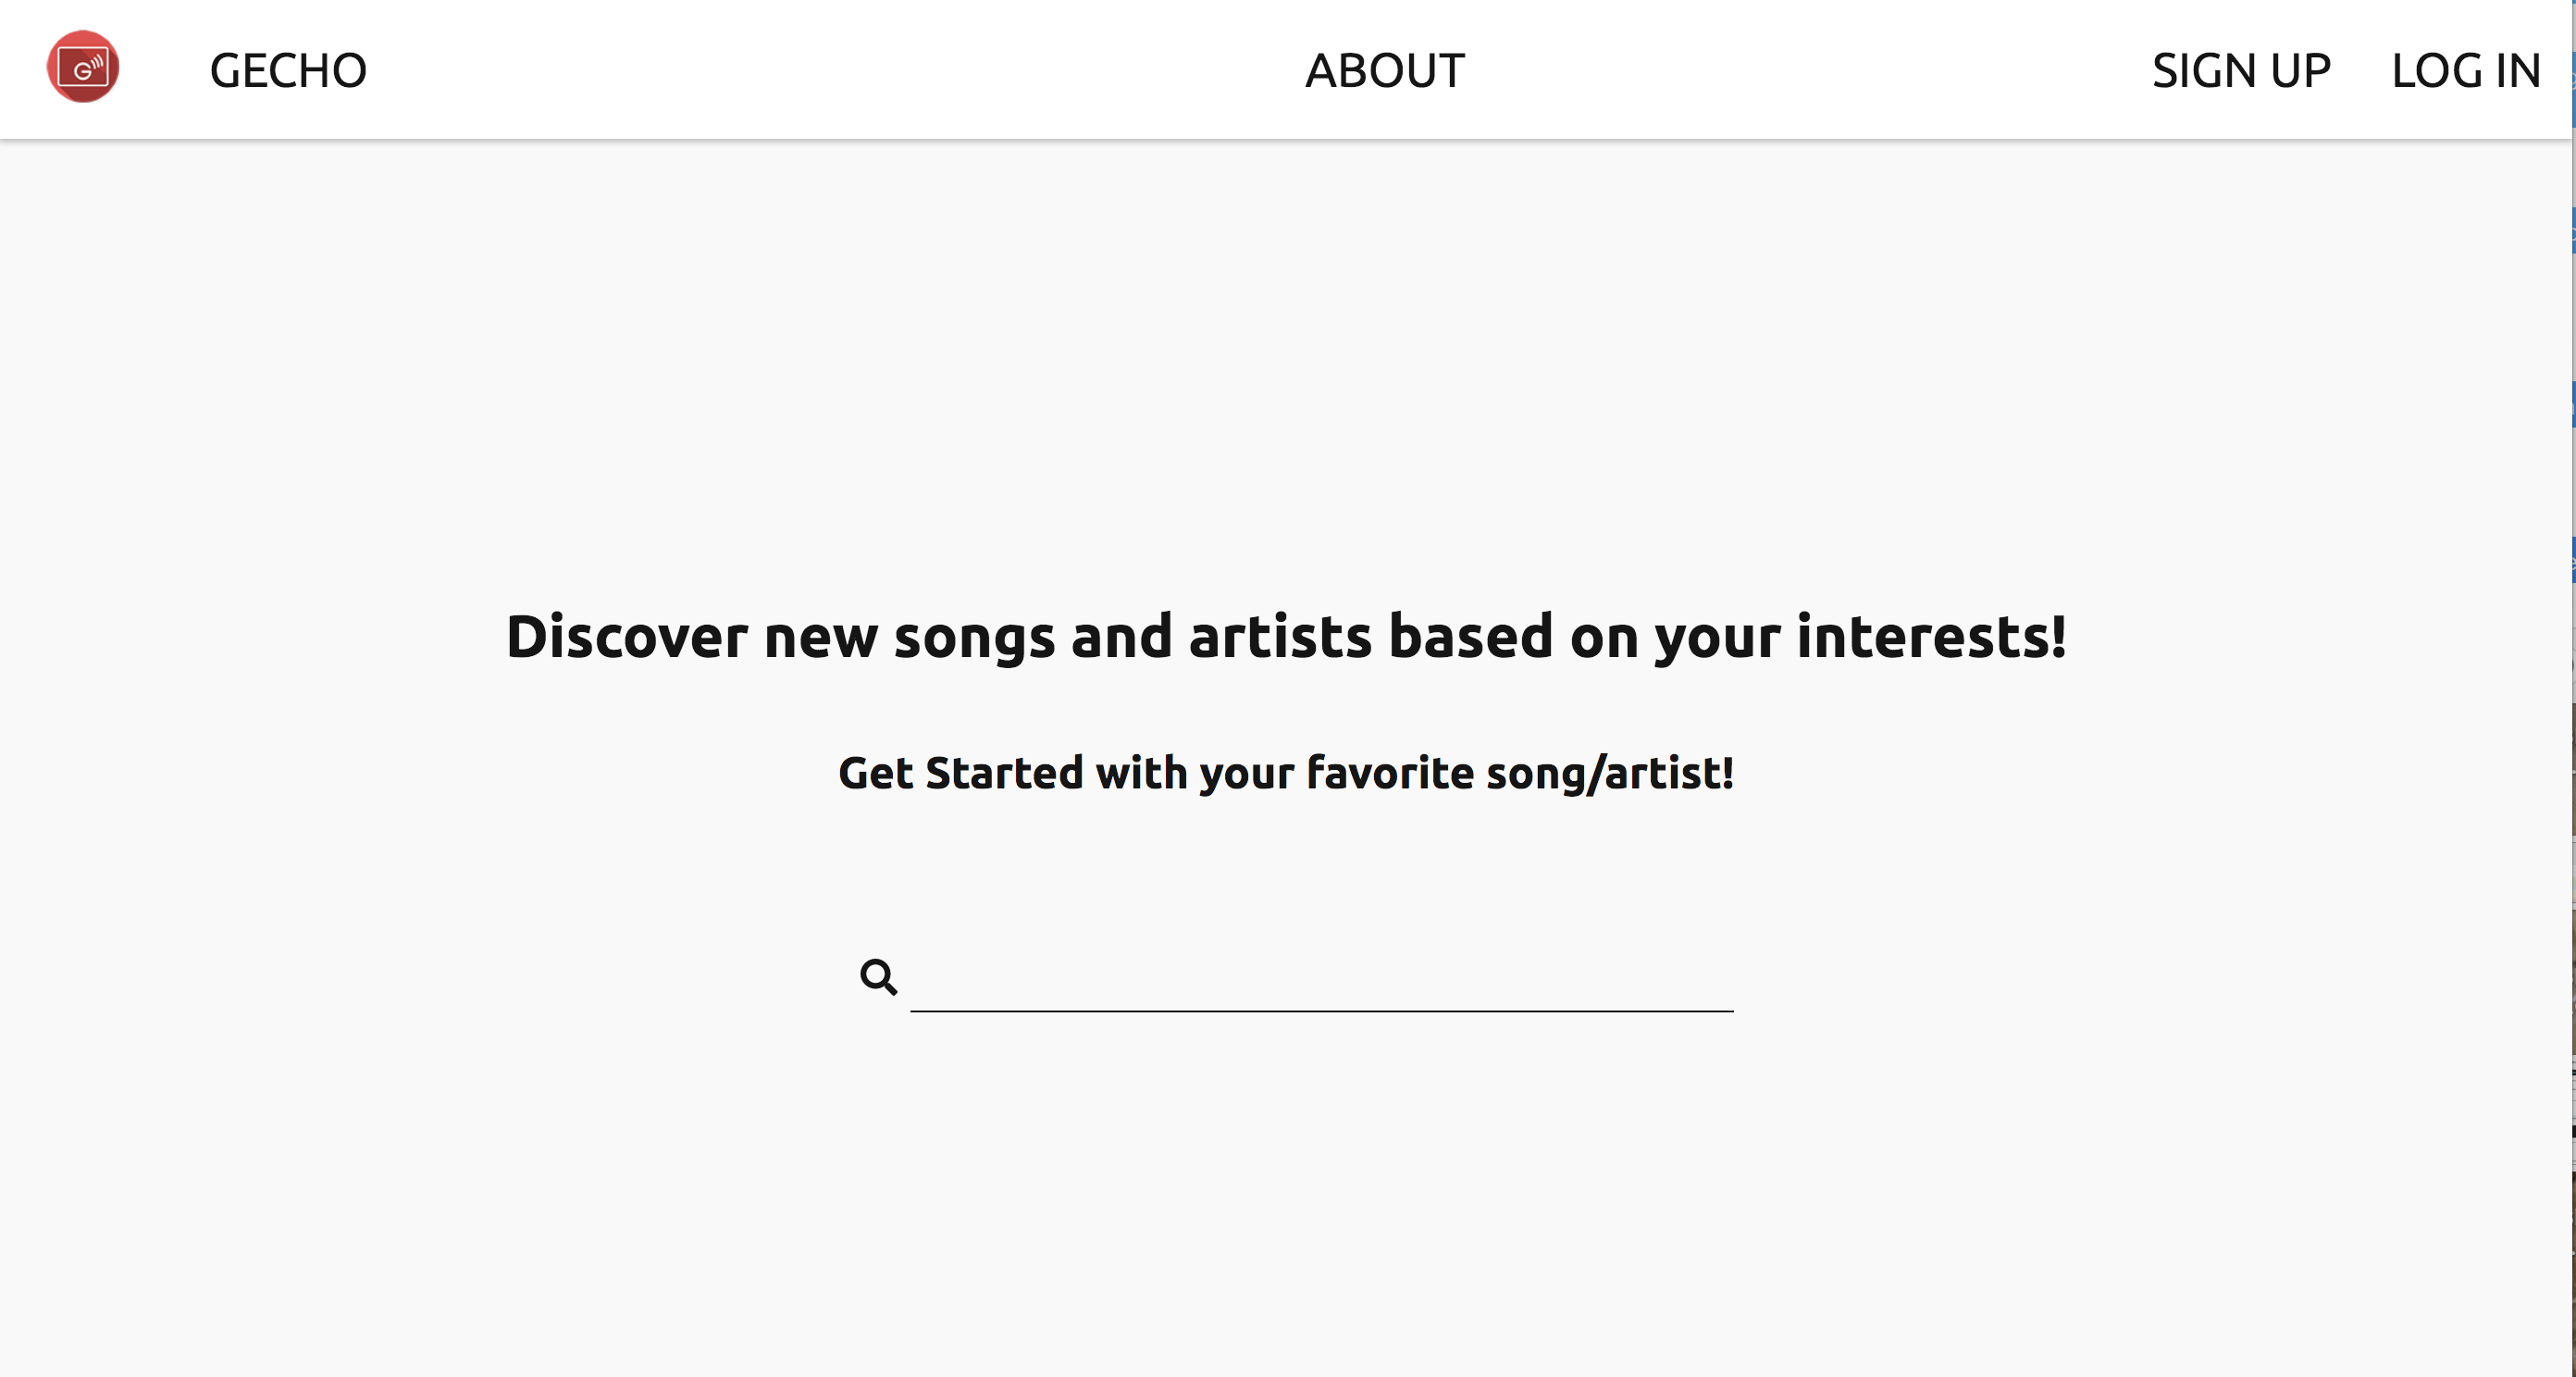 G
GECHO
ABOUT
SIGN UP
LOG IN
Discover new songs and artists based on your interests!
Get Started with your favorite song/artist!